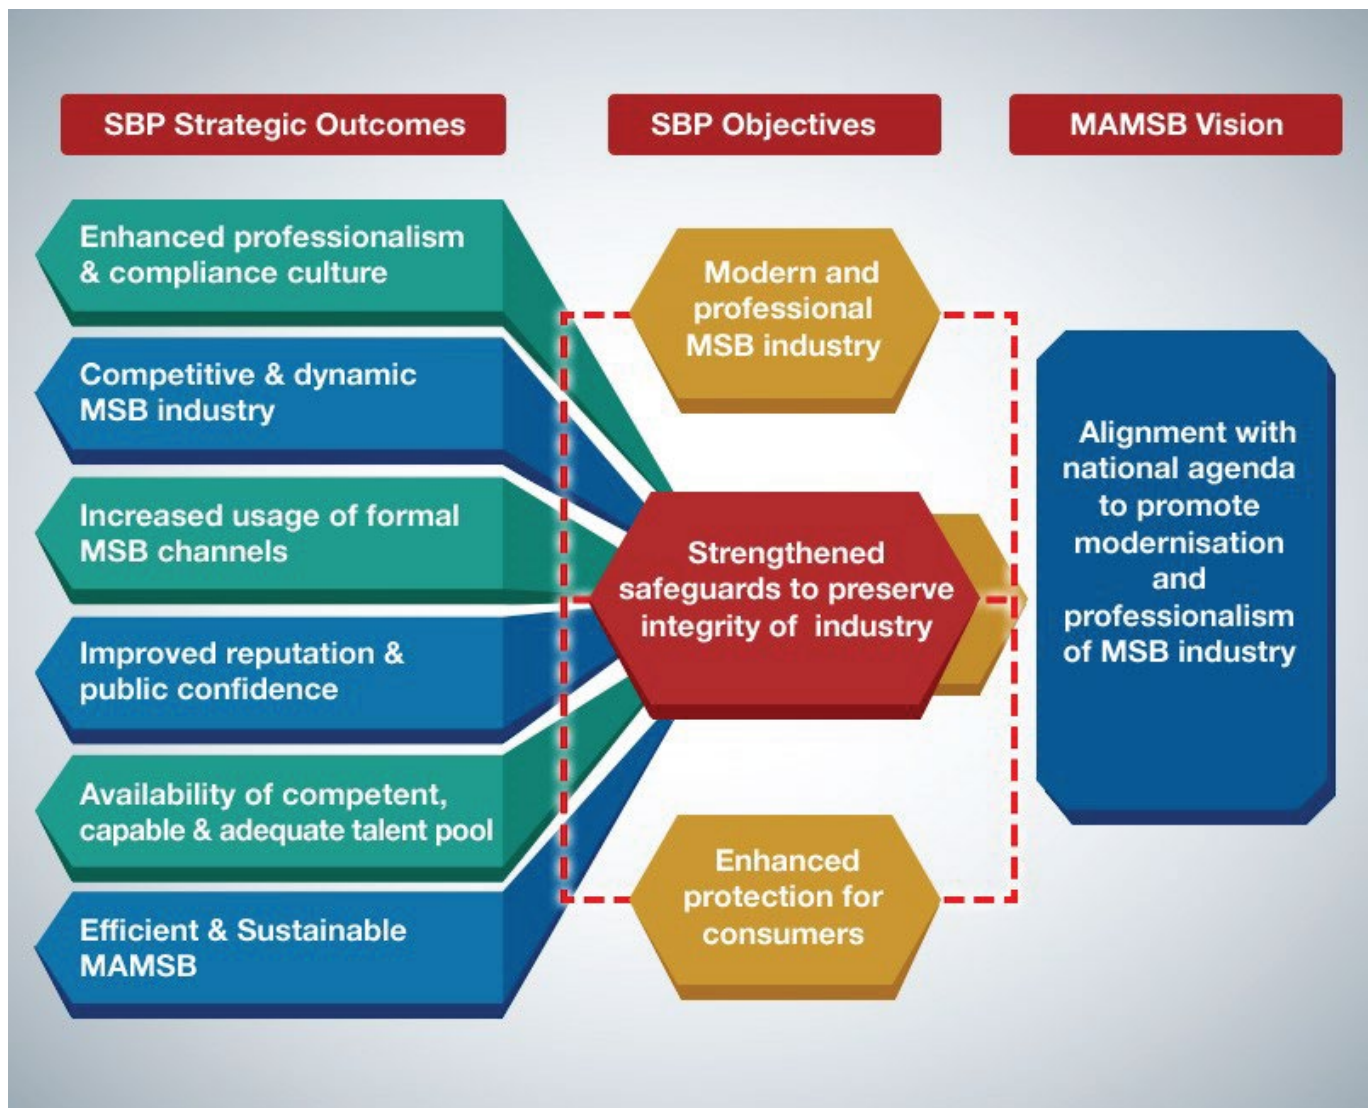 SBP Strategic Outcomes
SBP Objectives
MAMSB Vision
Enhanced professionalism
& compliance culture
Competitive & dynamic
MSB industry
Increased usage of formal
MSB channels
Improved reputation &
public confidence
Availability of competent,
capable & adequate talent pool
Efficient & Sustainable
MAMSB
Modern and
professional
MSB industry
Strengthened
safeguards to preserve
integrity of industry
Enhanced
protection for
consumers
Alignment with
national agenda
to promote
modernisation
and
professionalism
of MSB industry